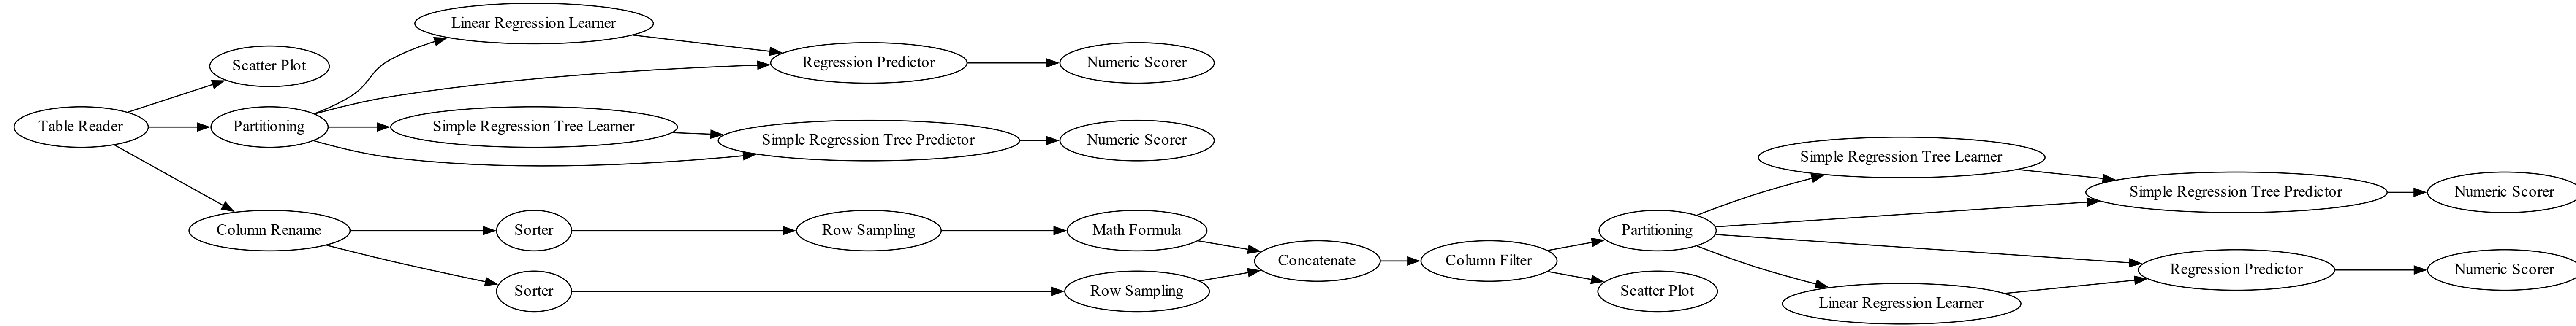 Table Reader
Scatter Plot
Partitioning
Column Rename
Linear Regression Learner
Simple Regression Tree Learner
Regression Predictor
Simple Regression Tree Predictor
Numeric Scorer
Numeric Scorer
Sorter
Sorter
Row Sampling
Math Formula
Row Sampling
Concatenate
Column Filter
Partitioning
Scatter Plot
Simple Regression Tree Learner
Linear Regression Learner
Simple Regression Tree Predictor
Regression Predictor
Numeric Scorer
Numeric Scorer